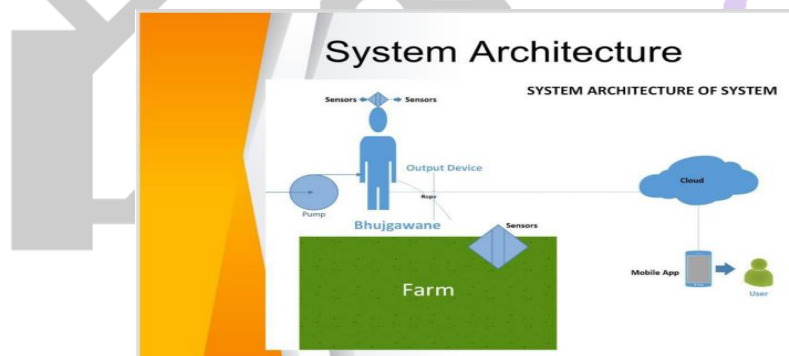 System Architecture
SYSTEM ARCHITECTURE OF SYSTEM
Sensors Sensors
Output Device
Rope
Pump
Bhujgawane
Sensors
Farm
Cloud
Mobile App
User